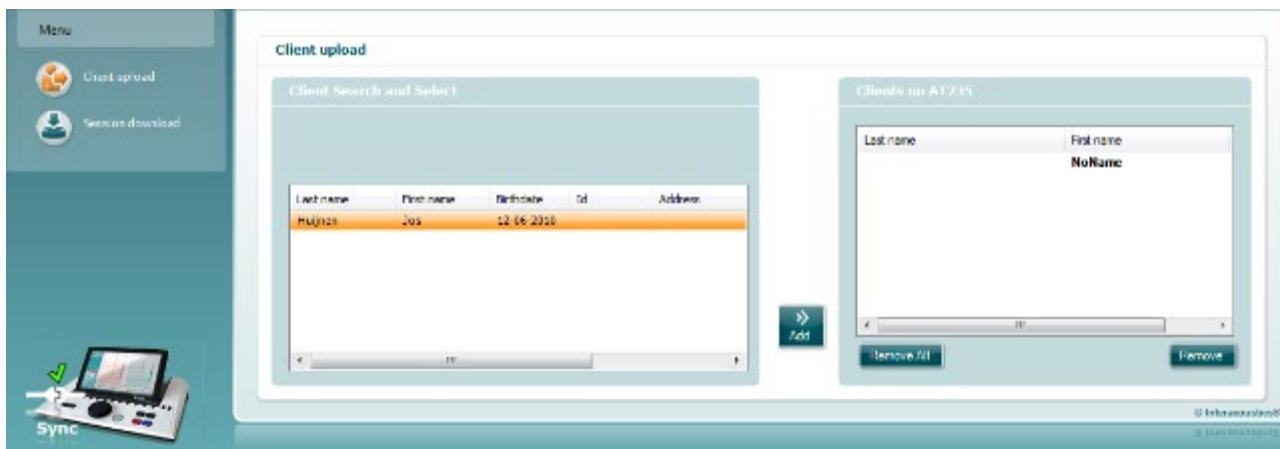 Menu
Client upload
Session download
Sync
Client upload
Client Search and Select
Last name First name Birthdate Id Address
Huijnen Jos 12-06-2010
Add
Clients on AT235
Last name First name
NoName
Remove All Remove
© Interacoustics®